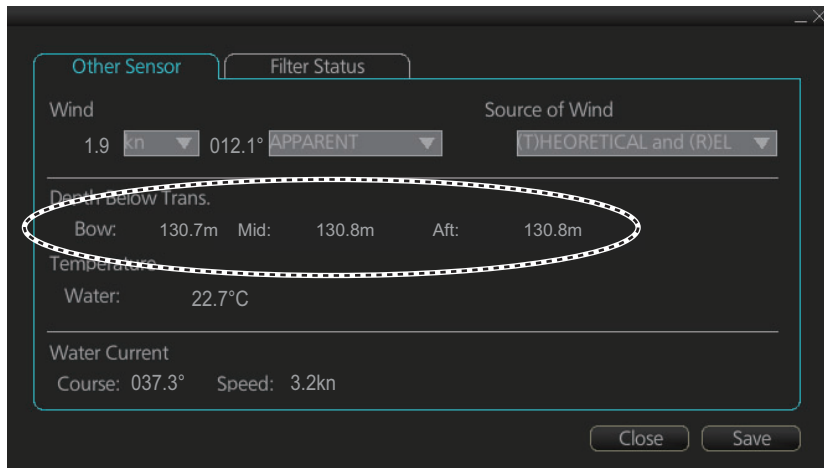 Other Sensor Filter Status
Wind Source of Wind
1.9 kn 012.1° APPARENT (T)HEORETICAL and (R)EL
Depth Below Trans.
Bow: 130.7m Mid: 130.8m Aft: 130.8m
Temperature
Water: 22.7°C
Water Current
Course: 037.3° Speed: 3.2kn
Close Save